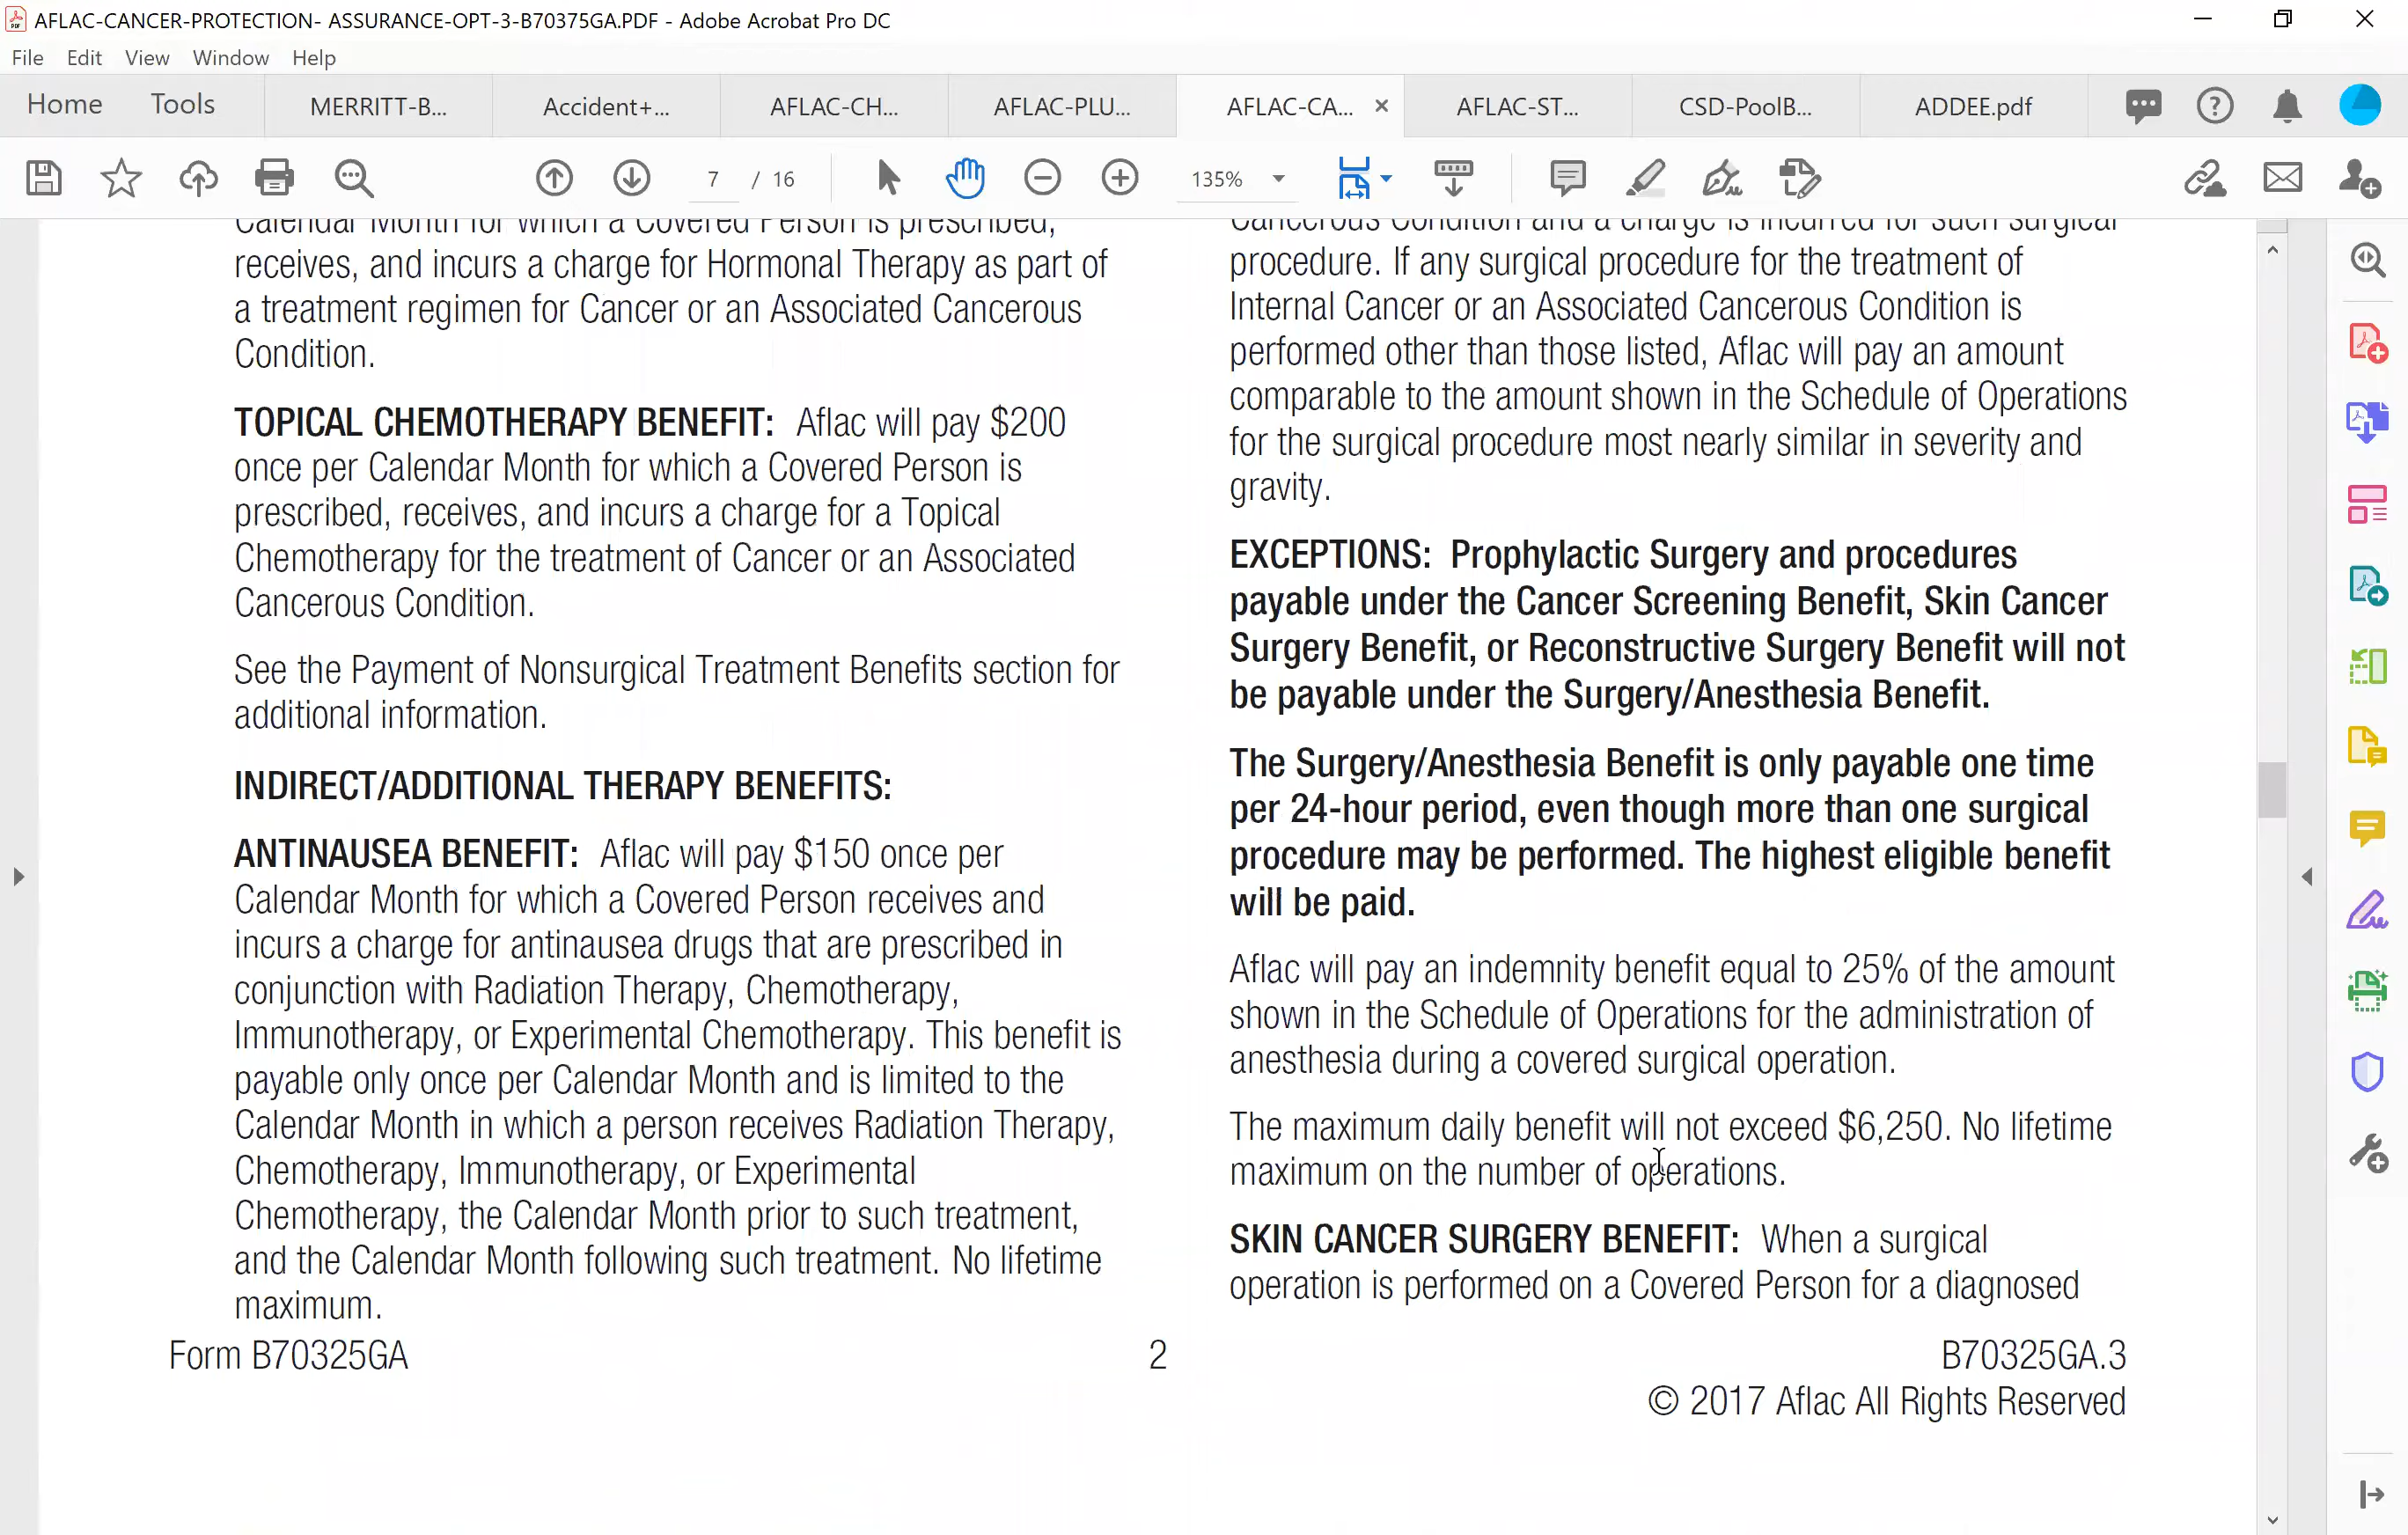 AFLAC-CANCER-PROTECTION- ASSURANCE-OPT-3-B70375GA.PDF - Adobe Acrobat Pro DC
File Edit View Window Help
Home Tools MERRITT-B... Accident+... AFLAC-CH... AFLAC-PLU... AFLAC-CA... AFLAC-ST... CSD-PoolB... ADDEE.pdf
7 / 16 135%
Calendar Month for which a Covered Person is prescribed,
receives, and incurs a charge for Hormonal Therapy as part of
a treatment regimen for Cancer or an Associated Cancerous
Condition.
TOPICAL CHEMOTHERAPY BENEFIT: Aflac will pay $200
once per Calendar Month for which a Covered Person is
prescribed, receives, and incurs a charge for a Topical
Chemotherapy for the treatment of Cancer or an Associated
Cancerous Condition.
See the Payment of Nonsurgical Treatment Benefits section for
additional information.
INDIRECT/ADDITIONAL THERAPY BENEFITS:
ANTINAUSEA BENEFIT: Aflac will pay $150 once per
Calendar Month for which a Covered Person receives and
incurs a charge for antinausea drugs that are prescribed in
conjunction with Radiation Therapy, Chemotherapy,
Immunotherapy, or Experimental Chemotherapy. This benefit is
payable only once per Calendar Month and is limited to the
Calendar Month in which a person receives Radiation Therapy,
Chemotherapy, Immunotherapy, or Experimental
Chemotherapy, the Calendar Month prior to such treatment,
and the Calendar Month following such treatment. No lifetime
maximum.
Cancerous Condition and a charge is incurred for such surgical
procedure. If any surgical procedure for the treatment of
Internal Cancer or an Associated Cancerous Condition is
performed other than those listed, Aflac will pay an amount
comparable to the amount shown in the Schedule of Operations
for the surgical procedure most nearly similar in severity and
gravity.
EXCEPTIONS: Prophylactic Surgery and procedures
payable under the Cancer Screening Benefit, Skin Cancer
Surgery Benefit, or Reconstructive Surgery Benefit will not
be payable under the Surgery/Anesthesia Benefit.
The Surgery/Anesthesia Benefit is only payable one time
per 24-hour period, even though more than one surgical
procedure may be performed. The highest eligible benefit
will be paid.
Aflac will pay an indemnity benefit equal to 25% of the amount
shown in the Schedule of Operations for the administration of
anesthesia during a covered surgical operation.
The maximum daily benefit will not exceed $6,250. No lifetime
maximum on the number of operations.
SKIN CANCER SURGERY BENEFIT: When a surgical
operation is performed on a Covered Person for a diagnosed
Form B70325GA 2 B70325GA.3
© 2017 Aflac All Rights Reserved